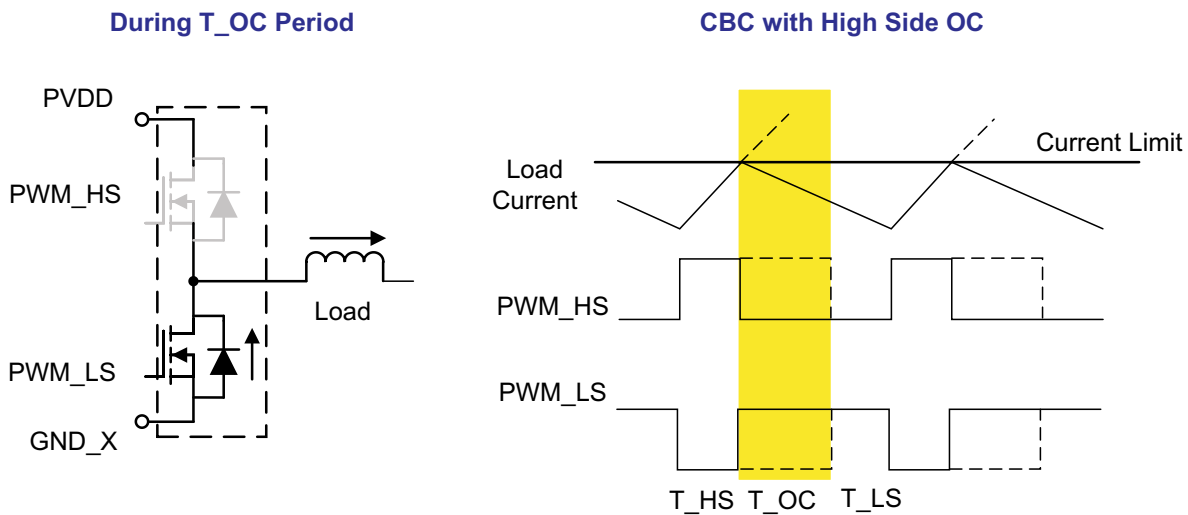 During T_OC Period
PVDD
PWM_HS
Load
PWM_LS
GND_X
CBC with High Side OC
Current Limit
Load
Current
PWM_HS
PWM_LS
T_HS T_OC T_LS